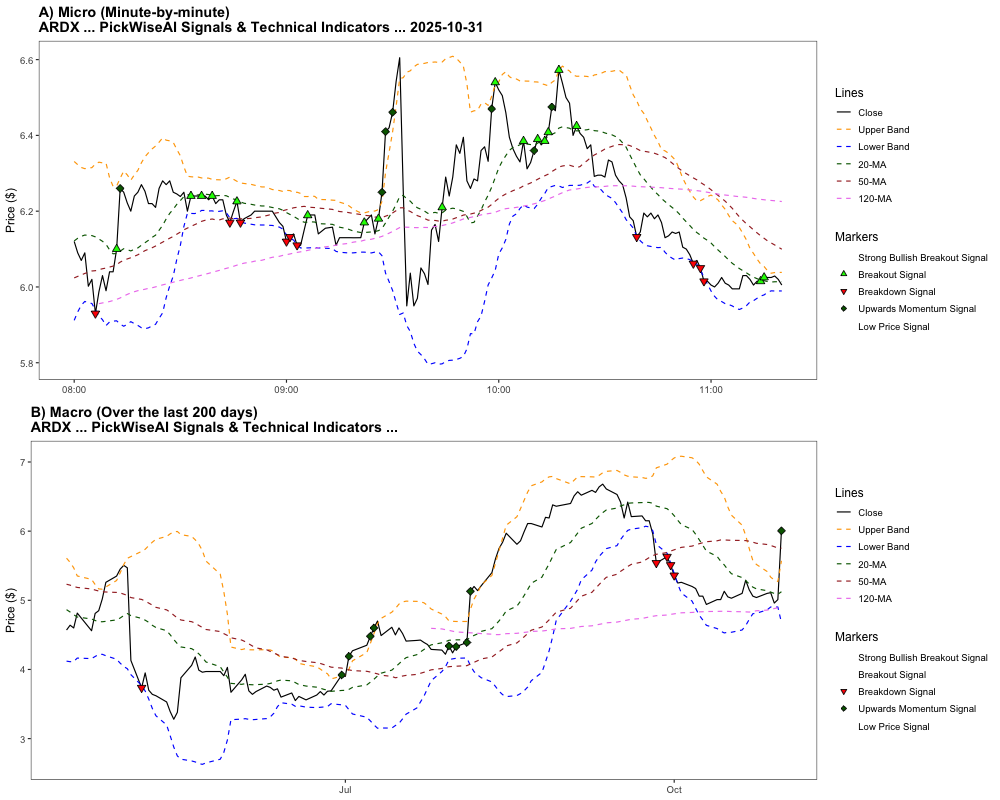 A) Micro (Minute-by-minute)
ARDX ... PickWiseAI Signals & Technical Indicators ... 2025-10-31
Price ($)
6.6
6.4
6.2
6.0
5.8
08:00
09:00
10:00
11:00
Lines
Close
Upper Band
Lower Band
20-MA
50-MA
120-MA
Markers
Strong Bullish Breakout Signal
Breakout Signal
Breakdown Signal
Upwards Momentum Signal
Low Price Signal
B) Macro (Over the last 200 days)
ARDX ... PickWiseAI Signals & Technical Indicators ...
Price ($)
7
6
5
4
3
Jul
Oct
Lines
Close
Upper Band
Lower Band
20-MA
50-MA
120-MA
Markers
Strong Bullish Breakout Signal
Breakout Signal
Breakdown Signal
Upwards Momentum Signal
Low Price Signal